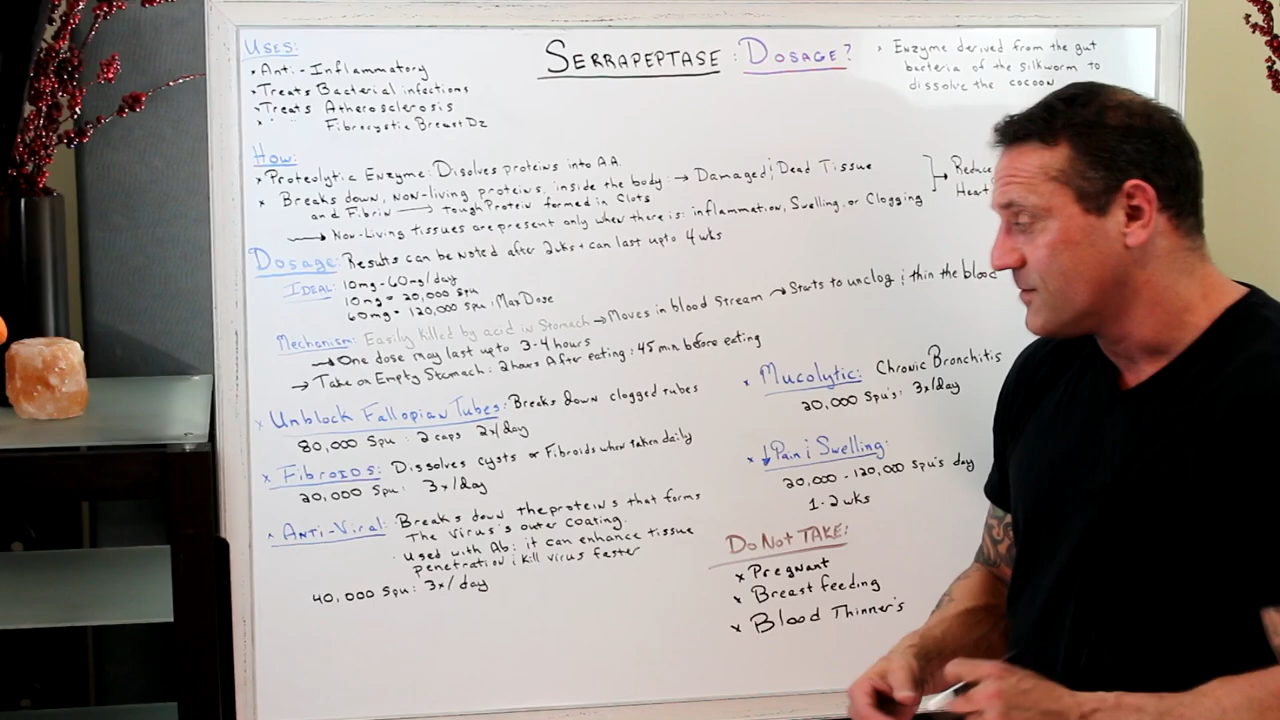 USES:
• Anti-Inflammatory
• Treats Bacterial infections
• Treats Atherosclerosis
• " " Fibrocystic Breast Dz
SERRAPEPTASE : DOSAGE?
• Enzyme derived from the gut
bacteria of the silkworm to
dissolve the cocoon
How:
• Proteolytic Enzyme: Disolves proteins into A.A.
x Breaks down, non-living proteins, inside the body: → Damaged ; Dead Tissue
and Fibrin → Tough Protein formed in Clots
→ Non-Living tissues are present only when there is: inflammation, Swelling or Clogging
→ Reduce
Heart
Dosage: Results can be noted after 2wks + can last upto 4 wks
IDEAL: 10mg - 60mg/day
10mg = 20,000 Spu
60mg = 120,000 Spu : Max Dose
Mechanism: Easily killed by acid in Stomach → Moves in blood Stream → Starts to unclog ; thin the blood
→ One dose may last upto 3-4 hours
→ Take on Empty Stomach : 2 hours After eating : 45 min before eating
x Unblock Fallopian Tubes: Breaks down clogged tubes
80,000 Spu : 2 caps 2x/day
x FIBROIDS: Dissolves cysts or Fibroids when taken daily
20,000 Spu: 3x/day
x ANTI-Viral: Breaks down the proteins that forms
The Virus's outer coating.
• Used with Ab: it can enhance tissue
penetration ; kill virus faster
40,000 Spu: 3x/day
x Mucolytic: Chronic Bronchitis
20,000 Spu's: 3x/day
x ↓Pain ; Swelling:
20,000 - 120,000 Spu's day
1-2 wks
Do Not TAKE:
x Pregnant
x Breast feeding
x Blood Thinner's